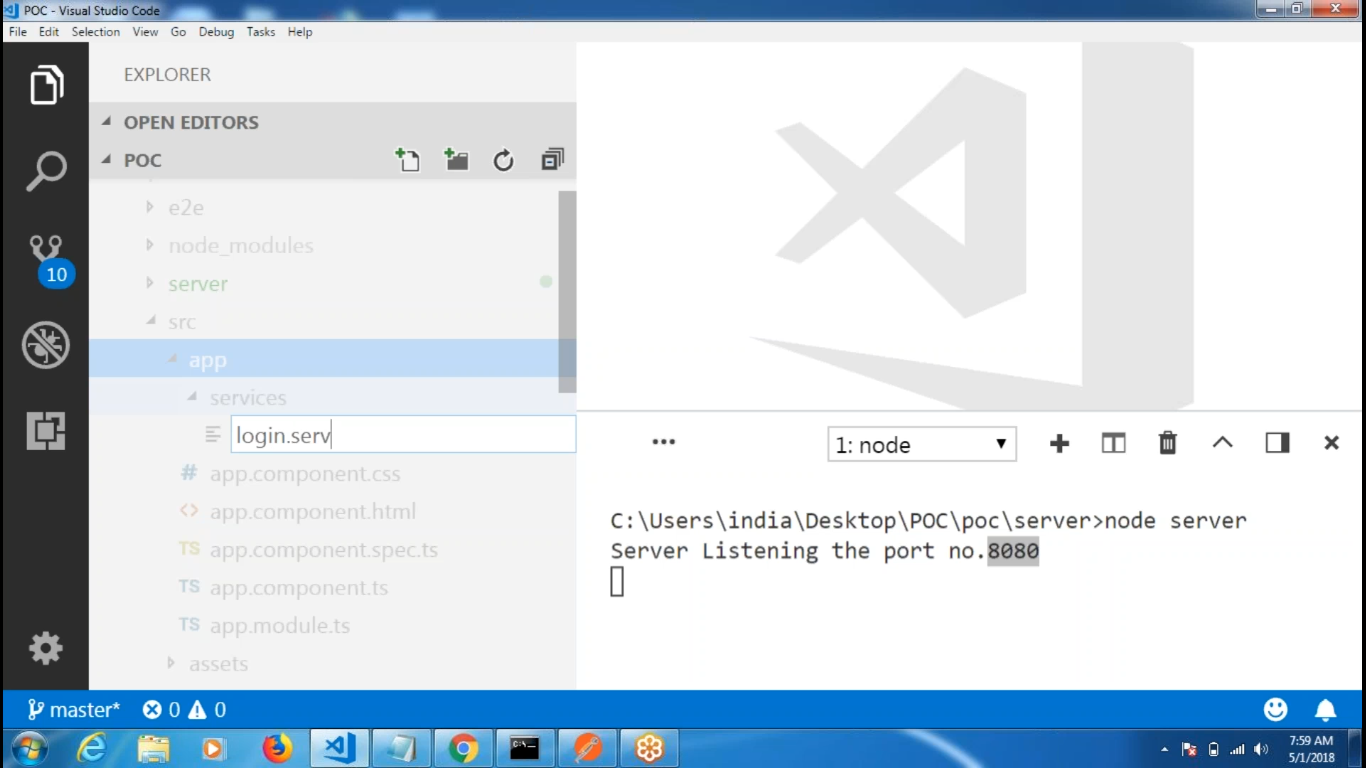 POC - Visual Studio Code
File Edit Selection View Go Debug Tasks Help
EXPLORER
OPEN EDITORS
POC
e2e
node_modules
server
src
app
services
login.serv
# app.component.css
<> app.component.html
TS app.component.spec.ts
TS app.component.ts
TS app.module.ts
assets
10
1: node
C:\Users\india\Desktop\POC\poc\server>node server
Server Listening the port no.8080
master* 0 0
C:\.
7:59 AM
5/1/2018